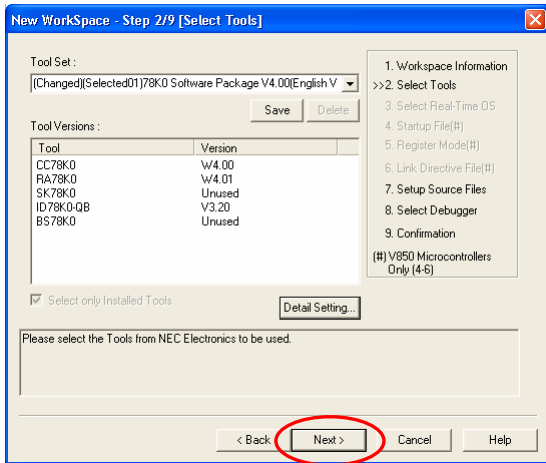 New WorkSpace - Step 2/9 [Select Tools]
Tool Set :
(Changed)(Selected01)78K0 Software Package V4.00(English V
Save Delete
Tool Versions :
Tool Version
CC78K0 W4.00
RA78K0 W4.01
SK78K0 Unused
ID78K0-QB V3.20
BS78K0 Unused
Select only Installed Tools
Detail Setting...
1. Workspace Information
>>2. Select Tools
3. Select Real-Time OS
4. Startup File(#)
5. Register Mode(#)
6. Link Directive File(#)
7. Setup Source Files
8. Select Debugger
9. Confirmation
(#) V850 Microcontrollers
Only (4-6)
Please select the Tools from NEC Electronics to be used.
< Back Next > Cancel Help